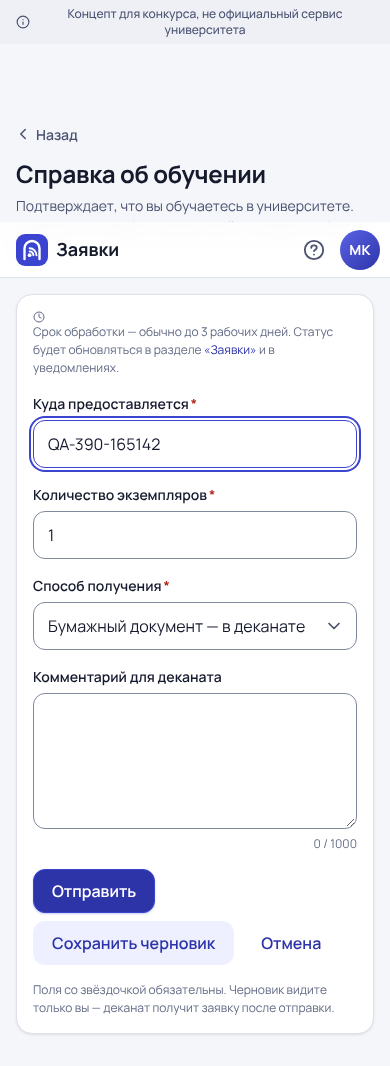 Концепт для конкурса, не официальный сервис
университета
Назад
Справка об обучении
Подтверждает, что вы обучаетесь в университете.
Заявки
МК
Срок обработки — обычно до 3 рабочих дней. Статус
будет обновляться в разделе «Заявки» и в
уведомлениях.
Куда предоставляется *
QA-390-165142
Количество экземпляров *
1
Способ получения *
Бумажный документ — в деканате
Комментарий для деканата
0 / 1000
Отправить
Сохранить черновик
Отмена
Поля со звёздочкой обязательны. Черновик видите
только вы — деканат получит заявку после отправки.